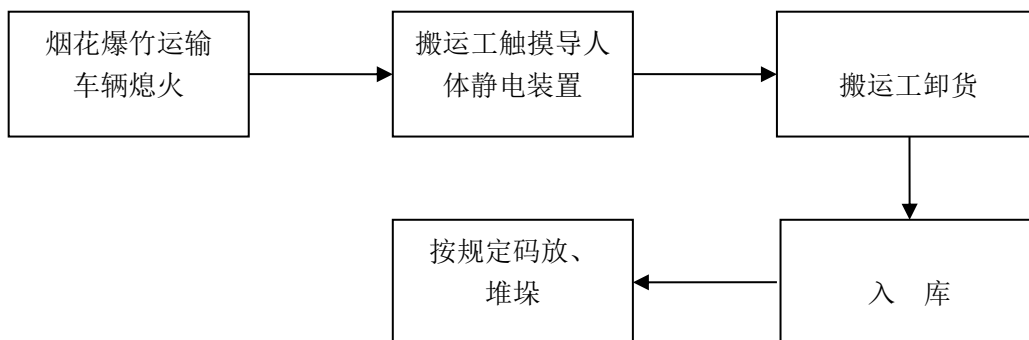 烟花爆竹运输
车辆熄火
搬运工触摸导人
体静电装置
搬运工卸货
入 库
按规定码放、
堆垛